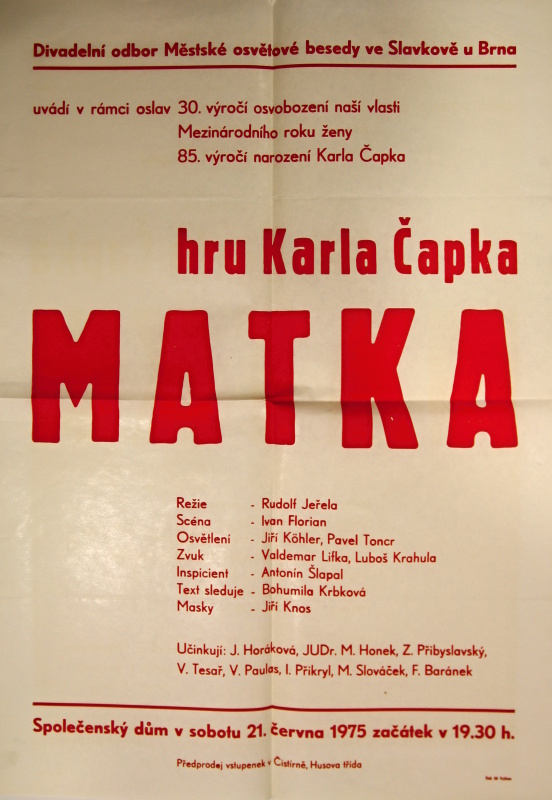 Divadelní odbor Městské osvětové besedy ve Slavkově u Brna
uvádí v rámci oslav 30. výročí osvobození naší vlasti
Mezinárodního roku ženy
85. výročí narození Karla Čapka
hru Karla Čapka
MATKA
Režie - Rudolf Jeřela
Scéna - Ivan Florian
Osvětlení - Jiří Köhler, Pavel Toncr
Zvuk - Valdemar Lifka, Luboš Krahula
Inspicient - Antonín Šlapal
Text sleduje - Bohumila Krbková
Masky - Jiří Knos
Učinkují: J. Horáková, JUDr. M. Honek, Z. Přibyslavský,
V. Tesař, V. Paulas, I. Přikryl, M. Slováček, F. Baránek
Společenský dům v sobotu 21. června 1975 začátek v 19.30 h.
Předprodej vstupenek v Čistírně, Husova třída